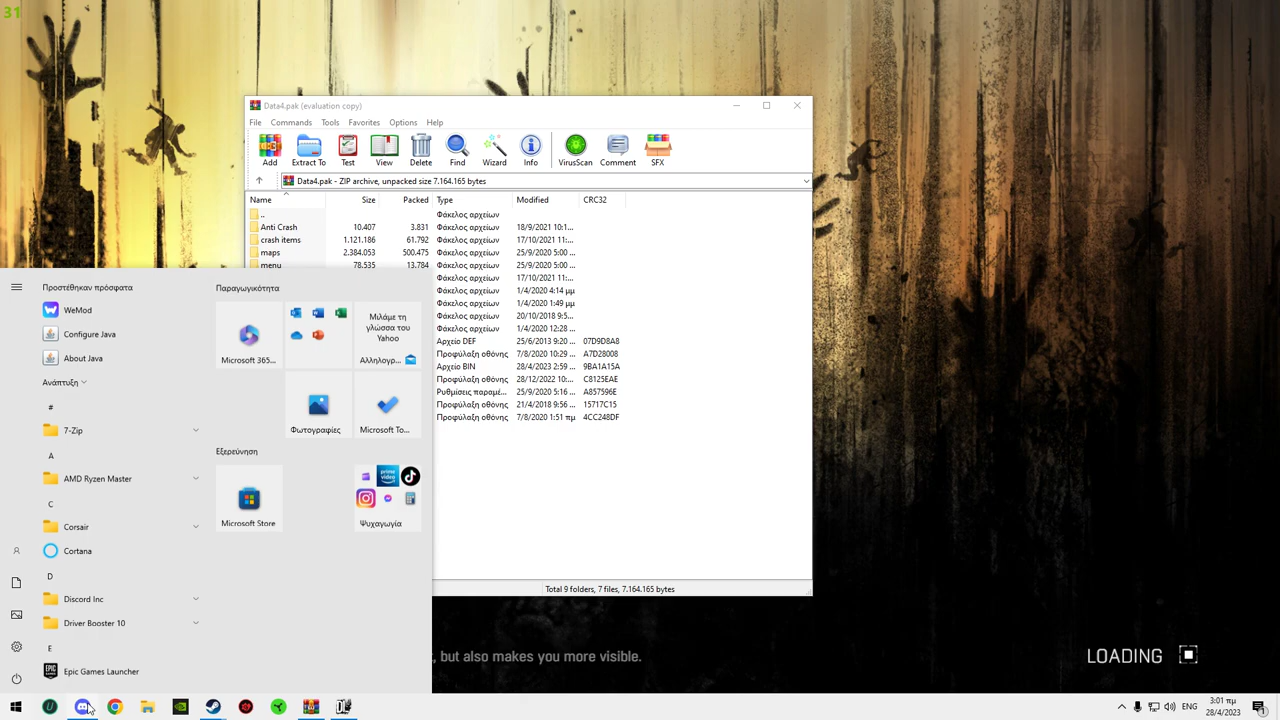 31
Data4.pak (evaluation copy)
File Commands Tools Favorites Options Help
Add Extract To Test View Delete Find Wizard Info VirusScan Comment SFX
Data4.pak - ZIP archive, unpacked size 7.164.165 bytes
Name Size Packed Type Modified CRC32
.. Φάκελος αρχείων
Anti Crash 10.407 3.831 Φάκελος αρχείων 18/9/2021 10:1...
crash items 1.121.186 61.792 Φάκελος αρχείων 17/10/2021 11:...
maps 2.384.053 500.475 Φάκελος αρχείων 25/9/2020 5:00 ...
menu 78.535 13.784 Φάκελος αρχείων 25/9/2020 5:00 ...
Φάκελος αρχείων 17/10/2021 11:...
Φάκελος αρχείων 1/4/2020 4:14 μμ
Φάκελος αρχείων 1/4/2020 1:49 μμ
Φάκελος αρχείων 20/10/2018 9:5...
Φάκελος αρχείων 1/4/2020 12:28 ...
Αρχείο DEF 25/6/2013 9:20 ... 07D9D8A8
Προφύλαξη οθόνης 7/8/2020 10:29 ... A7D28008
Αρχείο BIN 28/4/2023 2:59 ... 9BA1A15A
Προφύλαξη οθόνης 28/12/2022 10:... C8125EAE
Ρυθμίσεις παραμέ... 25/9/2020 5:16 ... A857596E
Προφύλαξη οθόνης 21/4/2018 9:56 ... 15717C15
Προφύλαξη οθόνης 7/8/2020 1:51 πμ 4CC248DF
Total 9 folders, 7 files, 7.164.165 bytes
Προστέθηκαν πρόσφατα
WeMod
Configure Java
About Java
Ανάπτυξη
#
7-Zip
A
AMD Ryzen Master
C
Corsair
Cortana
D
Discord Inc
Driver Booster 10
E
Epic Games Launcher
Παραγωγικότητα
Microsoft 365...
Μιλάμε τη
γλώσσα του
Yahoo
Αλληλογρ...
Φωτογραφίες
Microsoft To...
Εξερεύνηση
Microsoft Store
prime
video
Ψυχαγωγία
, but also makes you more visible.
LOADING
ENG
3:01 πμ
28/4/2023
1